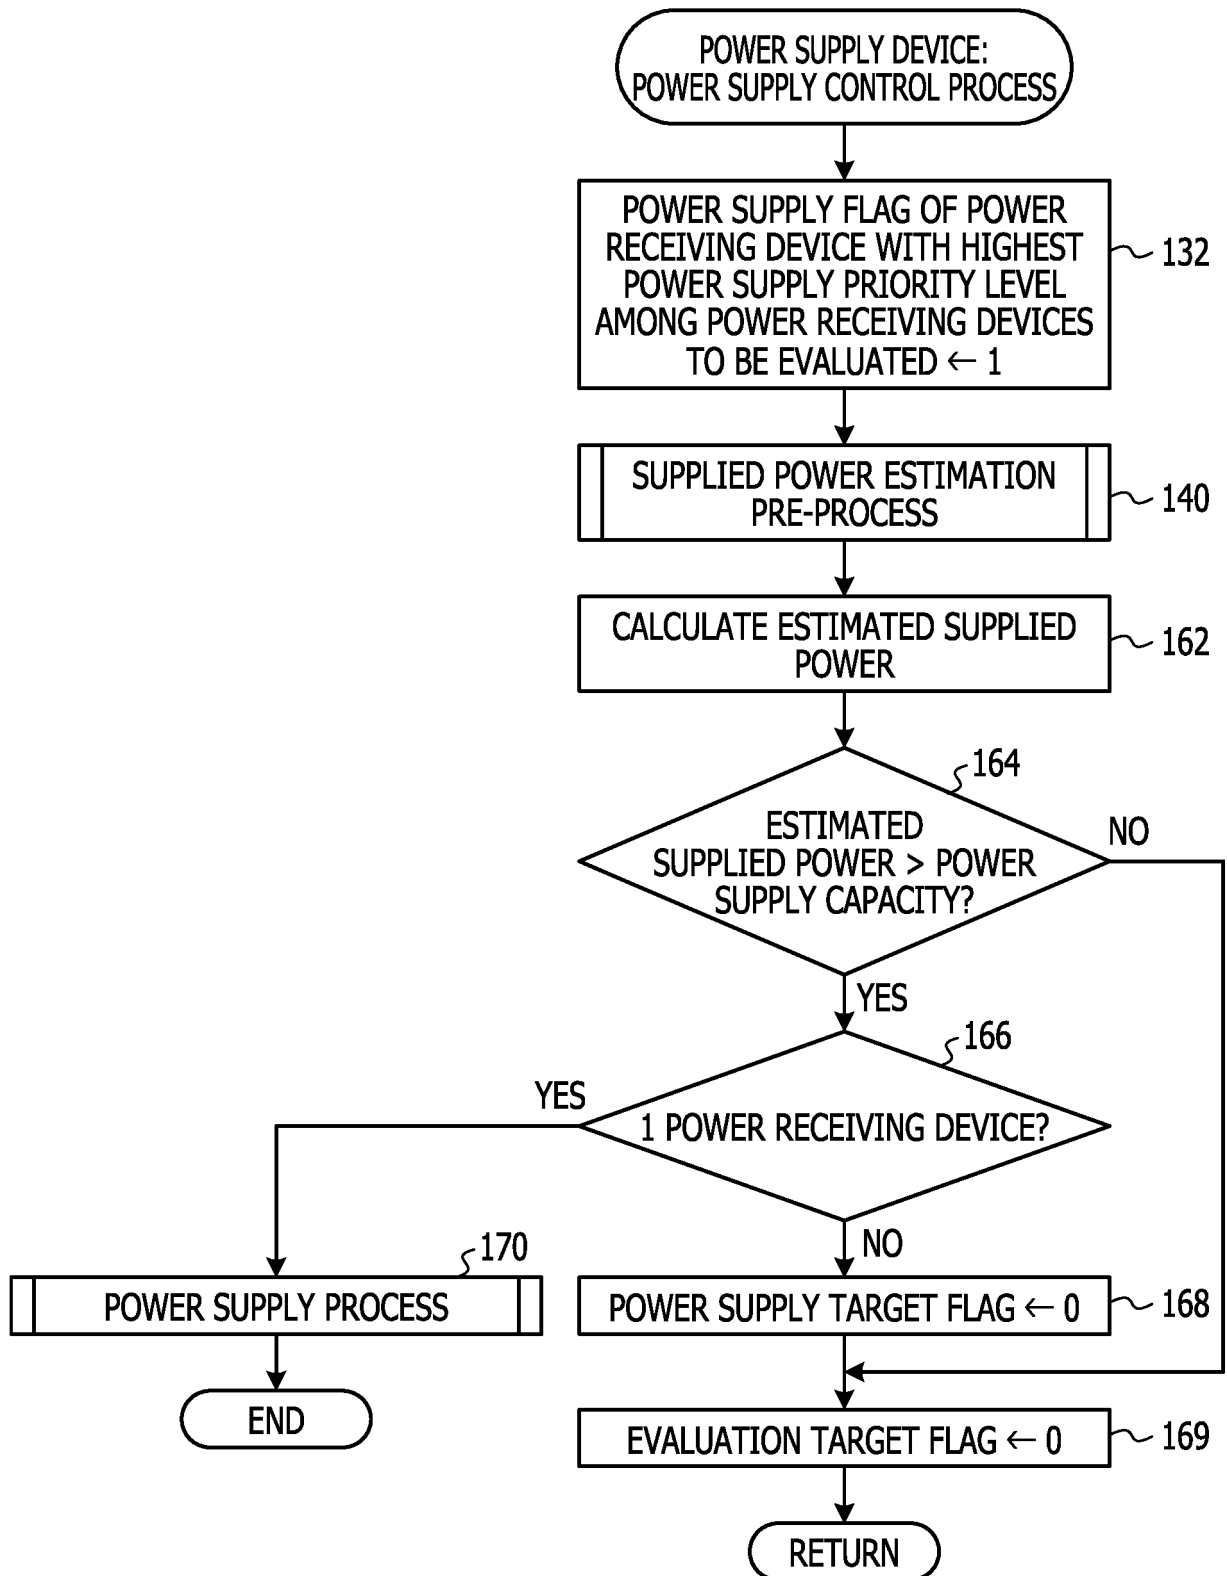 POWER SUPPLY DEVICE:
POWER SUPPLY CONTROL PROCESS
POWER SUPPLY FLAG OF POWER
RECEIVING DEVICE WITH HIGHEST
POWER SUPPLY PRIORITY LEVEL
AMONG POWER RECEIVING DEVICES
TO BE EVALUATED ← 1
132
SUPPLIED POWER ESTIMATION
PRE-PROCESS
140
CALCULATE ESTIMATED SUPPLIED
POWER
162
164
ESTIMATED
SUPPLIED POWER > POWER
SUPPLY CAPACITY?
NO
YES
166
1 POWER RECEIVING DEVICE?
YES
NO
170
POWER SUPPLY PROCESS
POWER SUPPLY TARGET FLAG ← 0
168
END
EVALUATION TARGET FLAG ← 0
169
RETURN